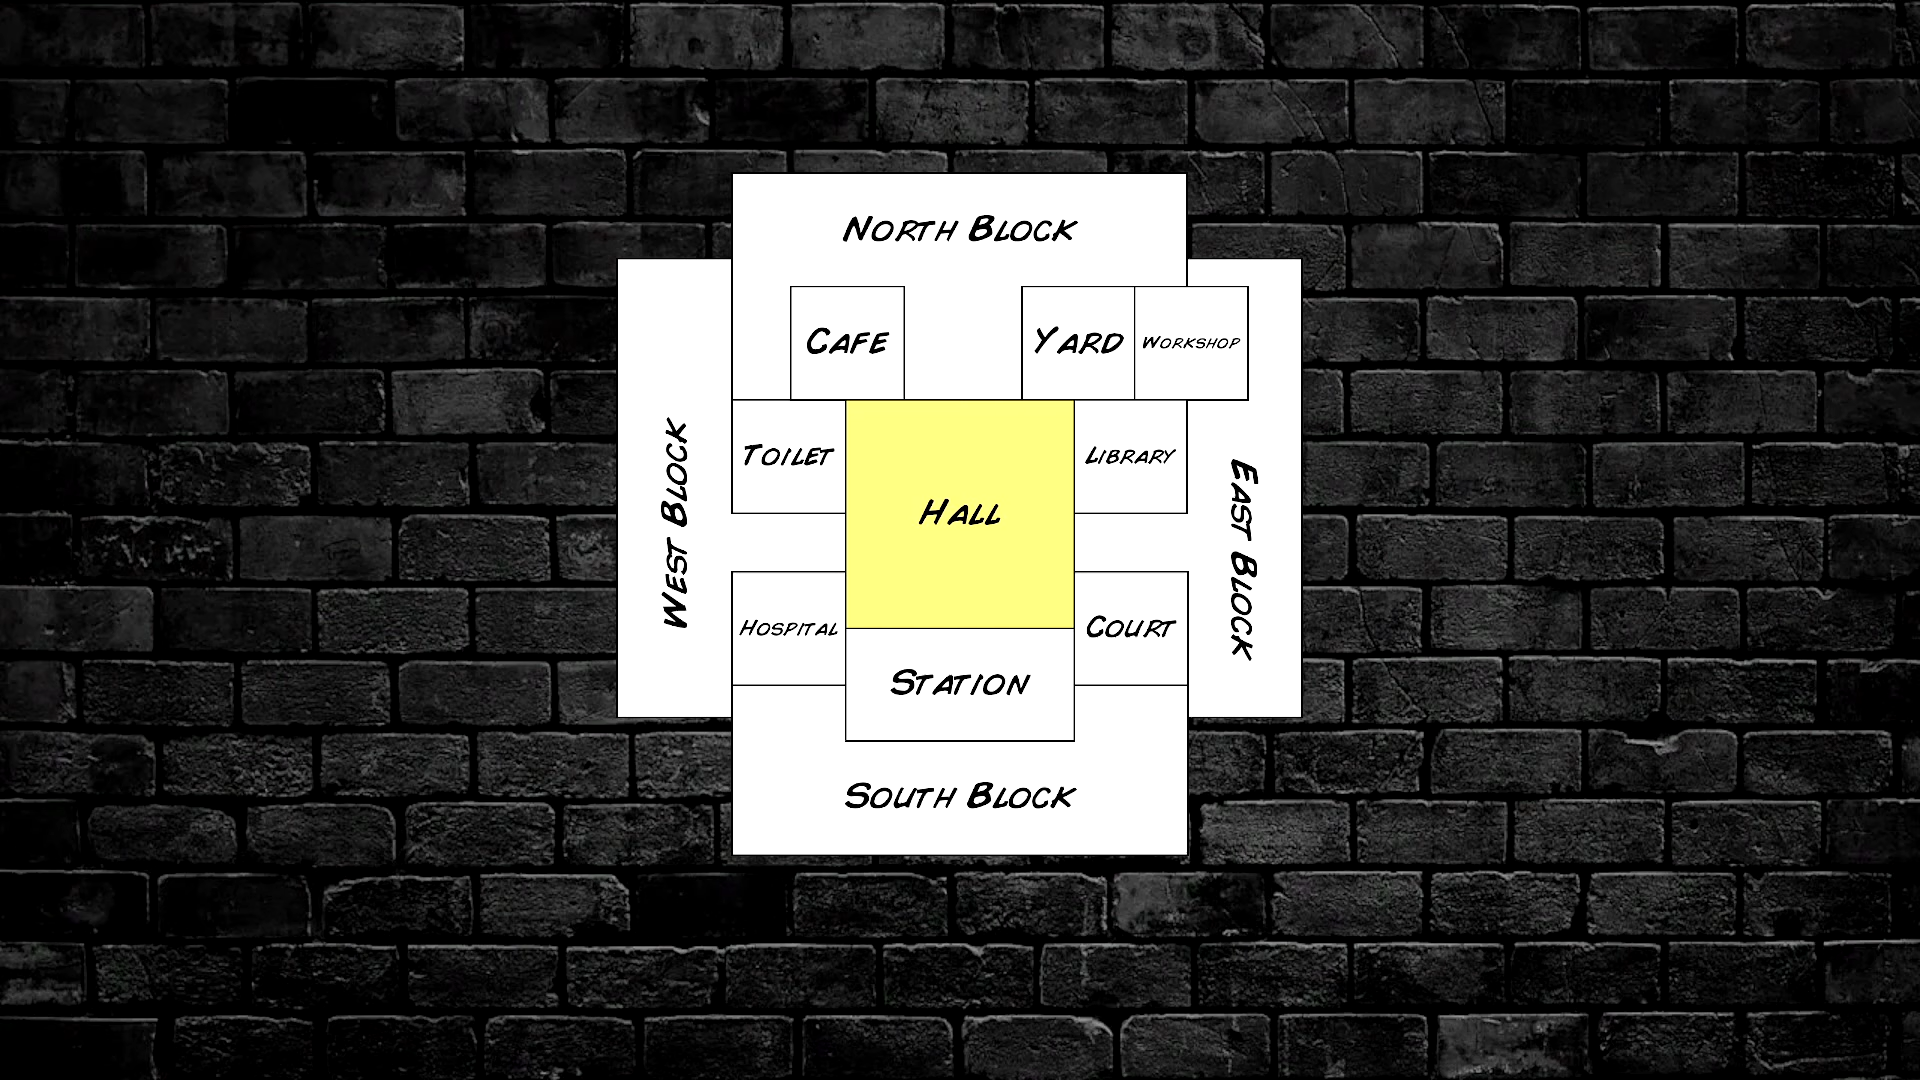 North Block
Cafe
Yard
Workshop
Toilet
Library
Hall
West Block
East Block
Hospital
Court
Station
South Block